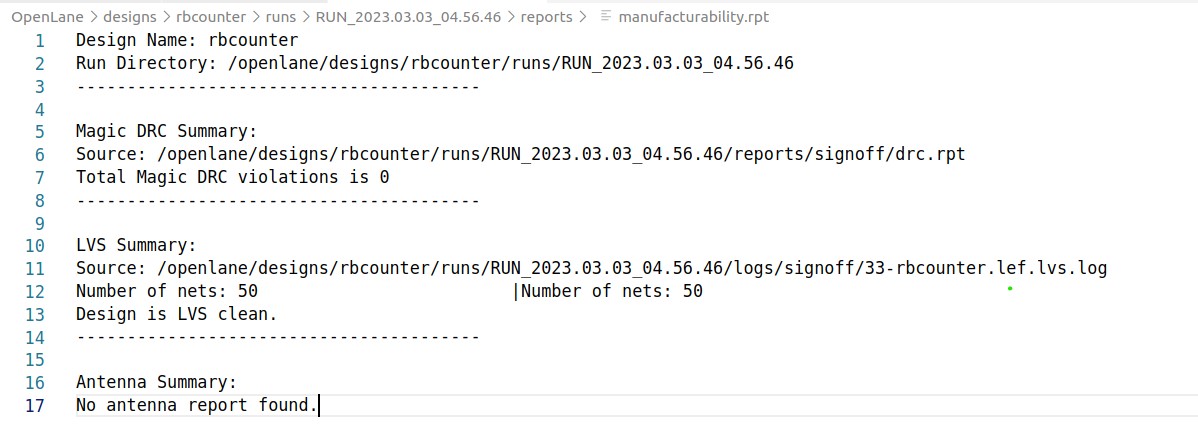 OpenLane > designs > rbcounter > runs > RUN_2023.03.03_04.56.46 > reports > manufacturability.rpt
1 Design Name: rbcounter
2 Run Directory: /openlane/designs/rbcounter/runs/RUN_2023.03.03_04.56.46
3 ----------------------------------------
4
5 Magic DRC Summary:
6 Source: /openlane/designs/rbcounter/runs/RUN_2023.03.03_04.56.46/reports/signoff/drc.rpt
7 Total Magic DRC violations is 0
8 ----------------------------------------
9
10 LVS Summary:
11 Source: /openlane/designs/rbcounter/runs/RUN_2023.03.03_04.56.46/logs/signoff/33-rbcounter.lef.lvs.log
12 Number of nets: 50                         |Number of nets: 50
13 Design is LVS clean.
14 ----------------------------------------
15
16 Antenna Summary:
17 No antenna report found.